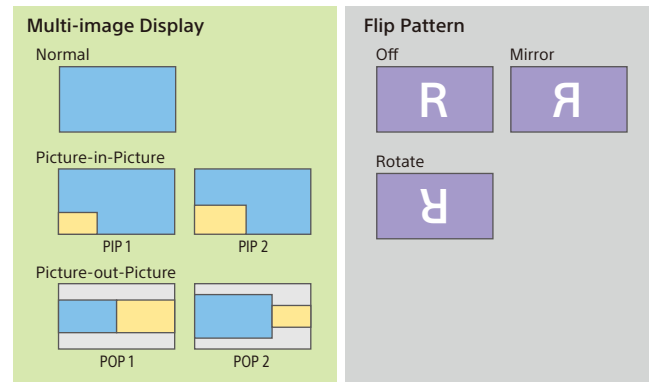 Multi-image Display
Normal
Picture-in-Picture
PIP 1
PIP 2
Picture-out-Picture
POP 1
POP 2
Flip Pattern
Off
Mirror
R
Я
Rotate
R